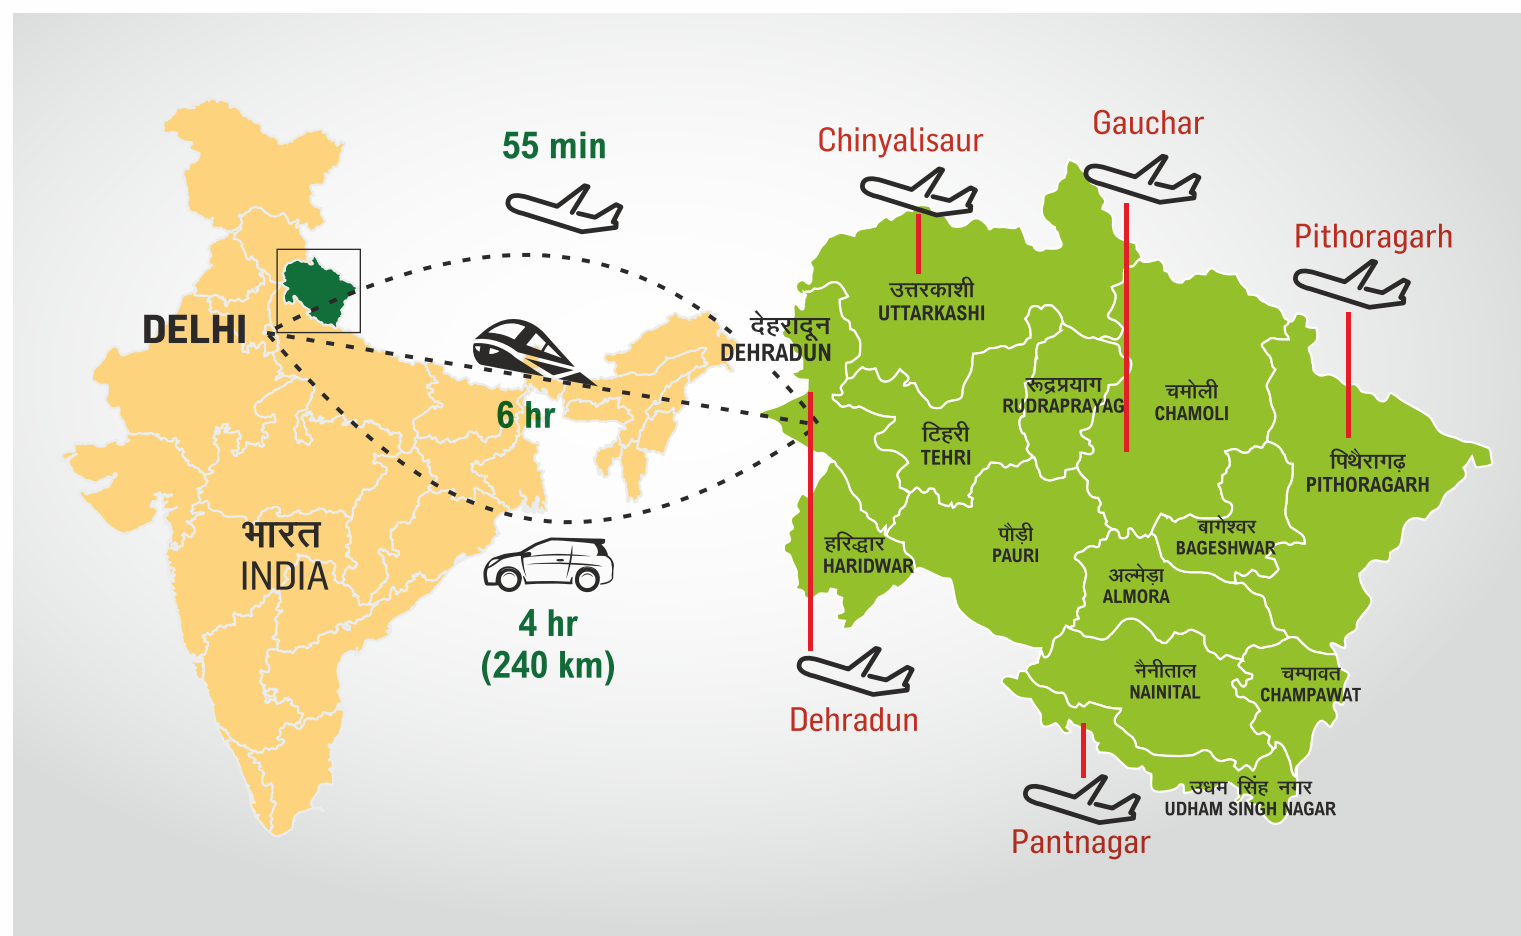 55 min
Chinyalisaur
Gauchar
Pithoragarh
DELHI
उत्तरकाशी
UTTARKASHI
देहरादून
DEHRADUN
रूद्रप्रयाग
RUDRAPRAYAG
चमोली
CHAMOLI
6 hr
टिहरी
TEHRI
पिथैरागढ़
PITHORAGARH
भारत
INDIA
हरिद्धार
HARIDWAR
पौड़ी
PAURI
बागेश्वर
BAGESHWAR
अल्मेड़ा
ALMORA
4 hr
(240 km)
नैनीताल
NAINITAL
चम्पावत
CHAMPAWAT
Dehradun
उधम सिंह नगर
UDHAM SINGH NAGAR
Pantnagar